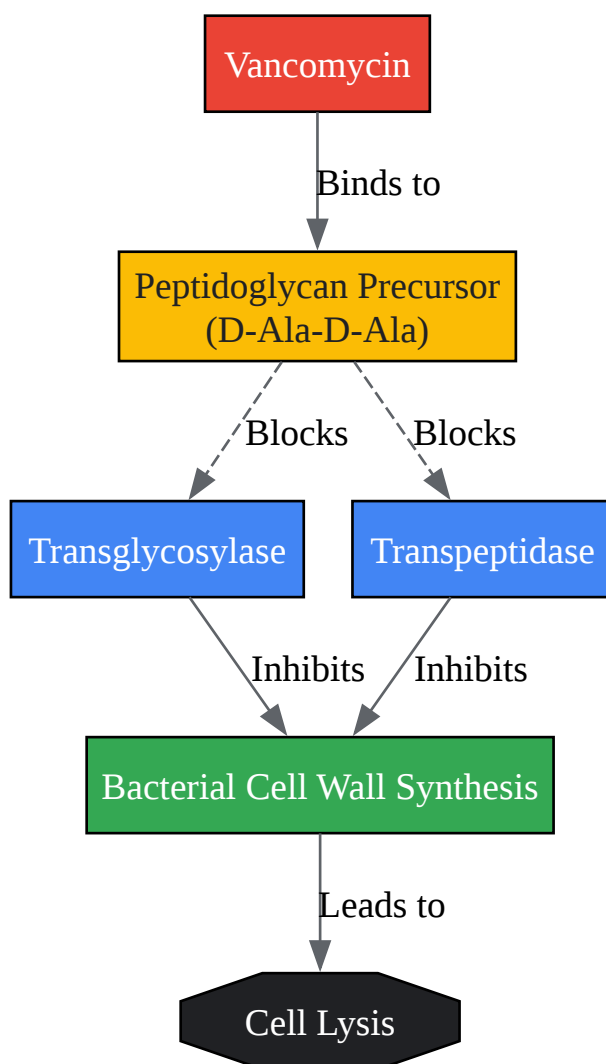 Vancomycin
Binds to
Peptidoglycan Precursor
(D-Ala-D-Ala)
Blocks
Blocks
Transglycosylase
Transpeptidase
Inhibits
Inhibits
Bacterial Cell Wall Synthesis
Leads to
Cell Lysis